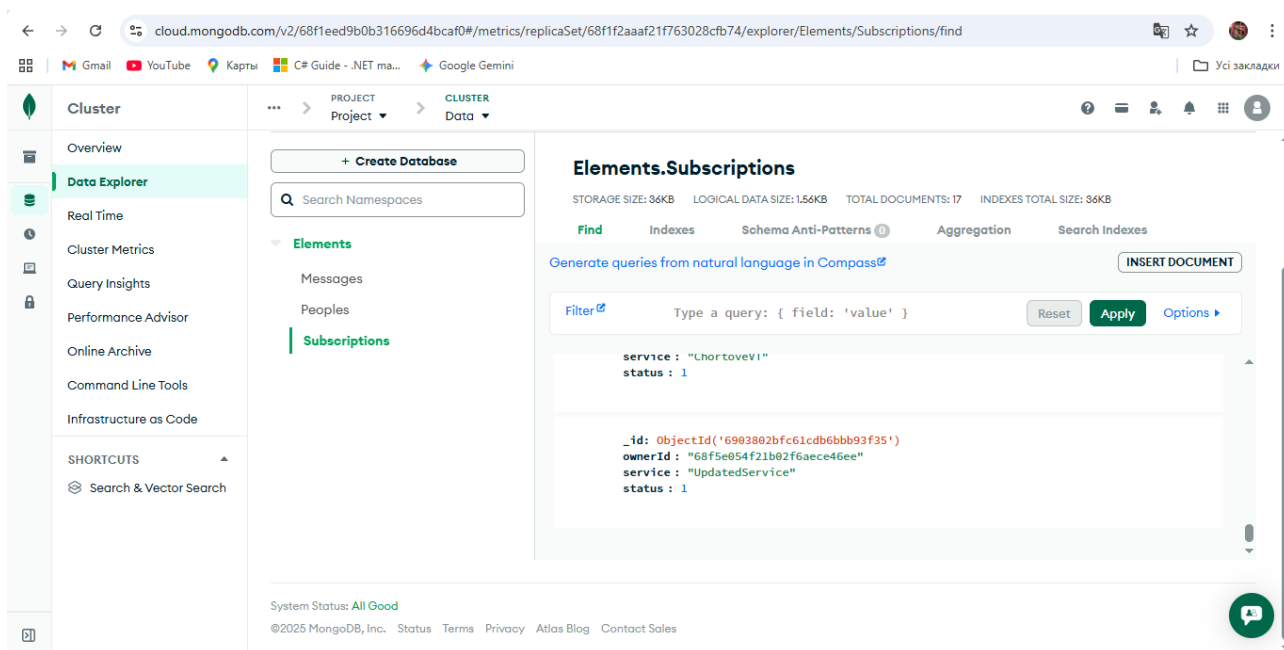 cloud.mongodb.com/v2/68f1eed9b0b316696d4bcaf0#/metrics/replicaSet/68f1f2aaaf21f763028cfb74/explorer/Elements/Subscriptions/find
Gmail YouTube Карты C# Guide - .NET ma... Google Gemini Усі закладки
Cluster
Overview
Data Explorer
Real Time
Cluster Metrics
Query Insights
Performance Advisor
Online Archive
Command Line Tools
Infrastructure as Code
SHORTCUTS
Search & Vector Search
... PROJECT CLUSTER
Project Data
+ Create Database
Search Namespaces
Elements
Messages
Peoples
Subscriptions
Elements.Subscriptions
STORAGE SIZE: 36KB LOGICAL DATA SIZE: 1.56KB TOTAL DOCUMENTS: 17 INDEXES TOTAL SIZE: 36KB
Find Indexes Schema Anti-Patterns 0 Aggregation Search Indexes
Generate queries from natural language in Compass
INSERT DOCUMENT
Filter Type a query: { field: 'value' } Reset Apply Options
service : "ChortoveVT"
status : 1
_id: ObjectId('6903802bfc61cdb6bbb93f35')
ownerId : "68f5e054f21b02f6aece46ee"
service : "UpdatedService"
status : 1
System Status: All Good
©2025 MongoDB, Inc. Status Terms Privacy Atlas Blog Contact Sales